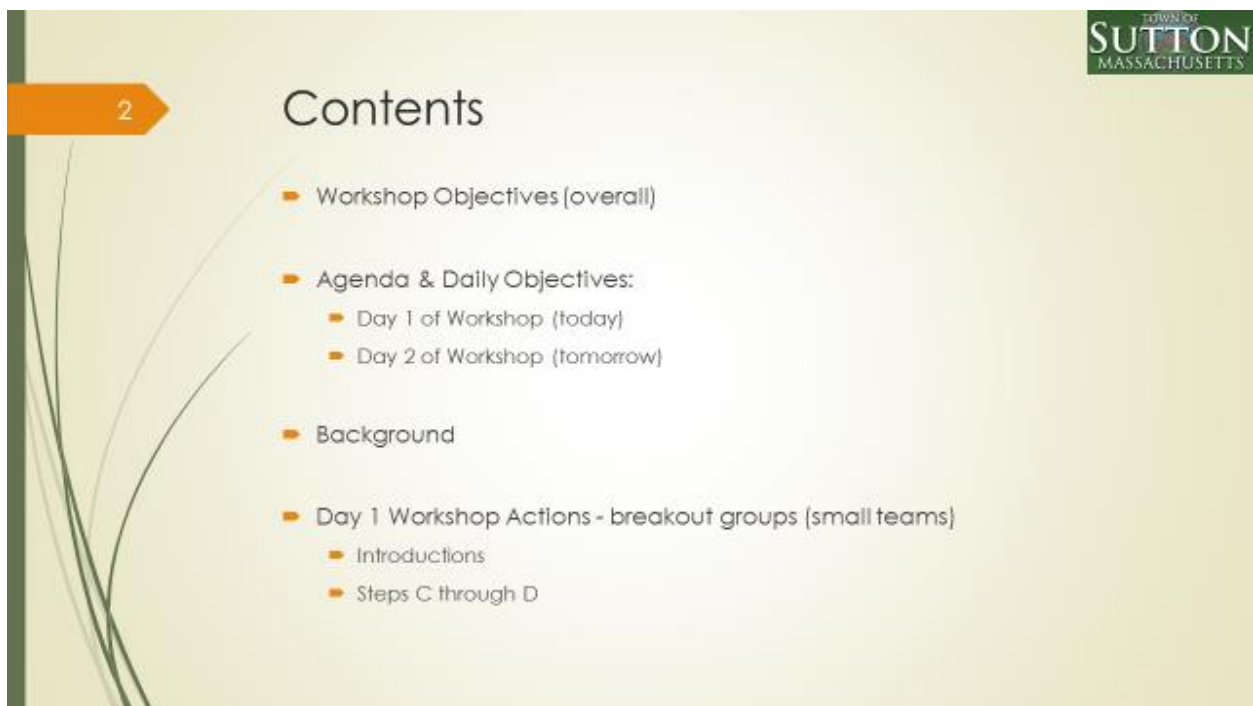 TOWN OF
SUTTON
MASSACHUSETTS
2
Contents
Workshop Objectives (overall)
Agenda & Daily Objectives:
Day 1 of Workshop (today)
Day 2 of Workshop (tomorrow)
Background
Day 1 Workshop Actions - breakout groups (small teams)
Introductions
Steps C through D